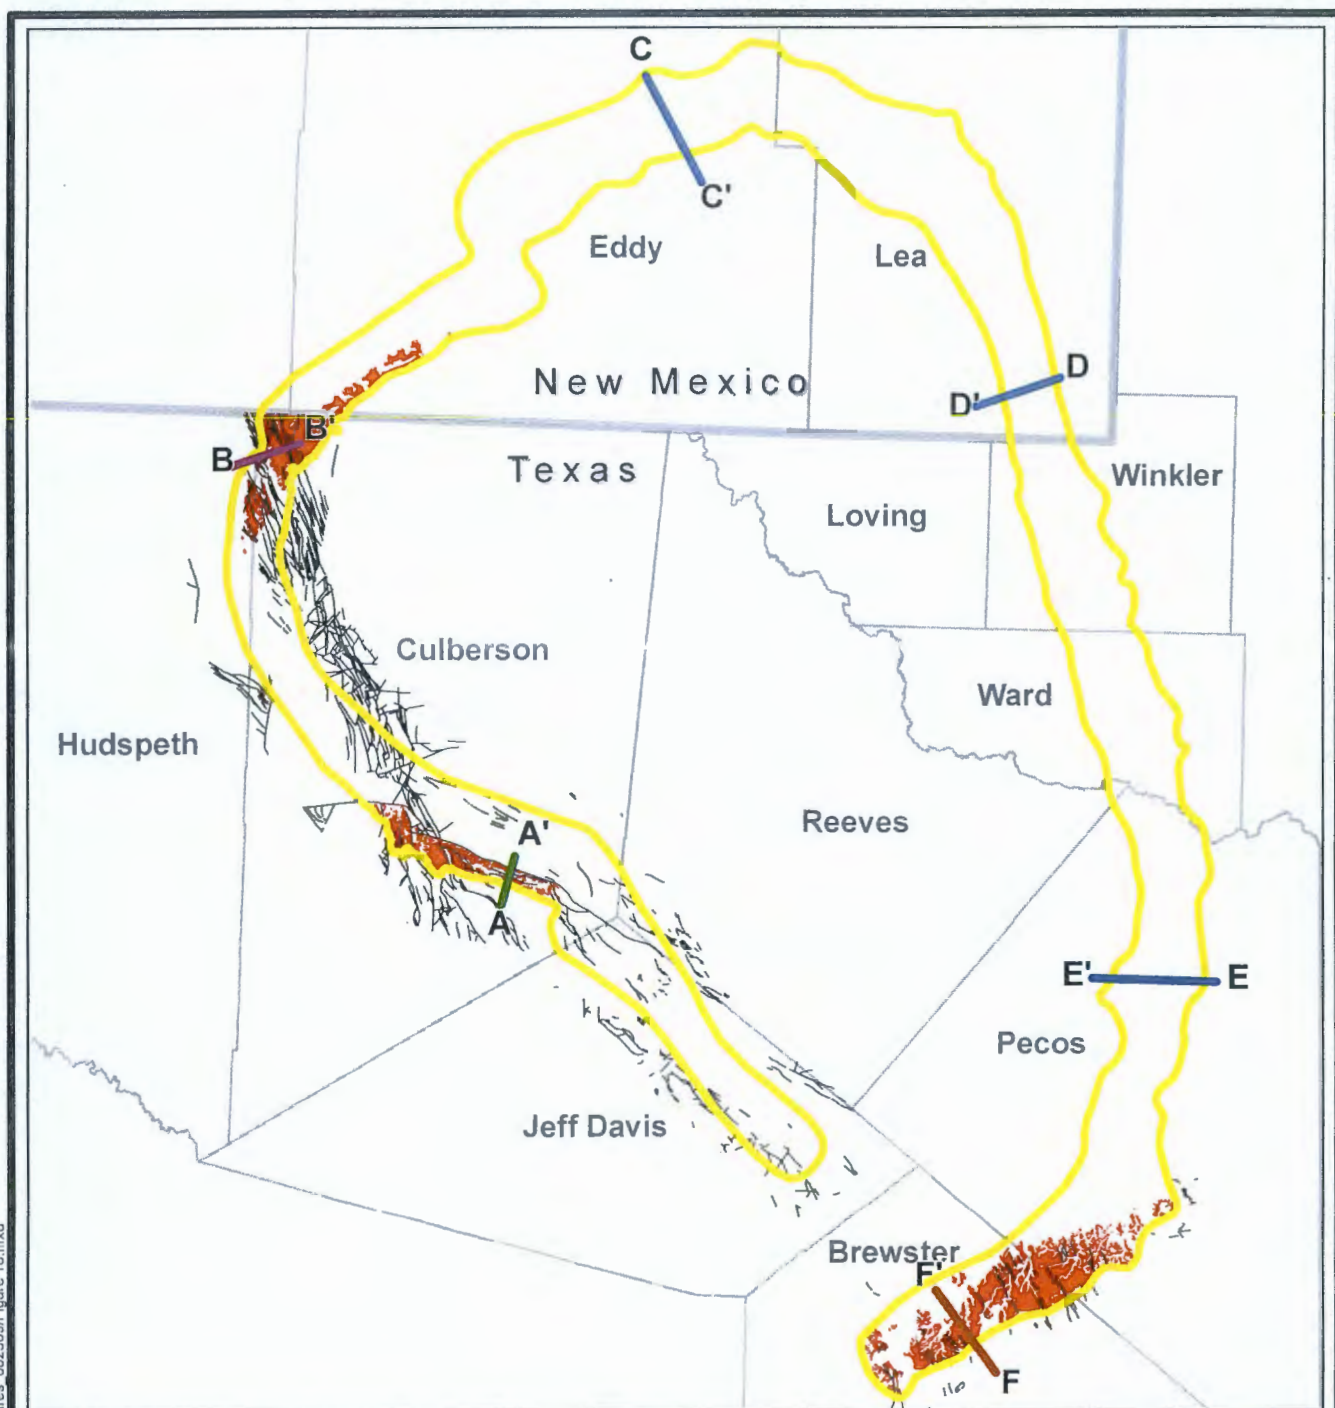 C
C'
Eddy
Lea
D
New Mexico
D'
B'
B
Texas
Winkler
Loving
Culberson
Ward
Hudspeth
Reeves
A'
A
E'
E
Pecos
Jeff Davis
Brewster
F'
F